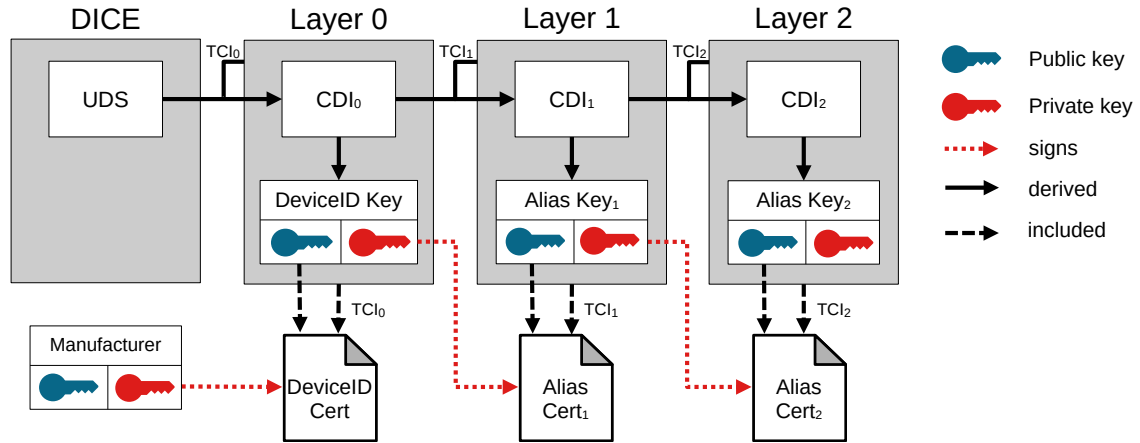 DICE
Layer 0
Layer 1
Layer 2
TCI₀
TCI₁
TCI₂
UDS
CDI₀
CDI₁
CDI₂
Public key
Private key
signs
derived
included
DeviceID Key
Alias Key₁
Alias Key₂
TCI₀
TCI₁
TCI₂
Manufacturer
DeviceID
Cert
Alias
Cert₁
Alias
Cert₂